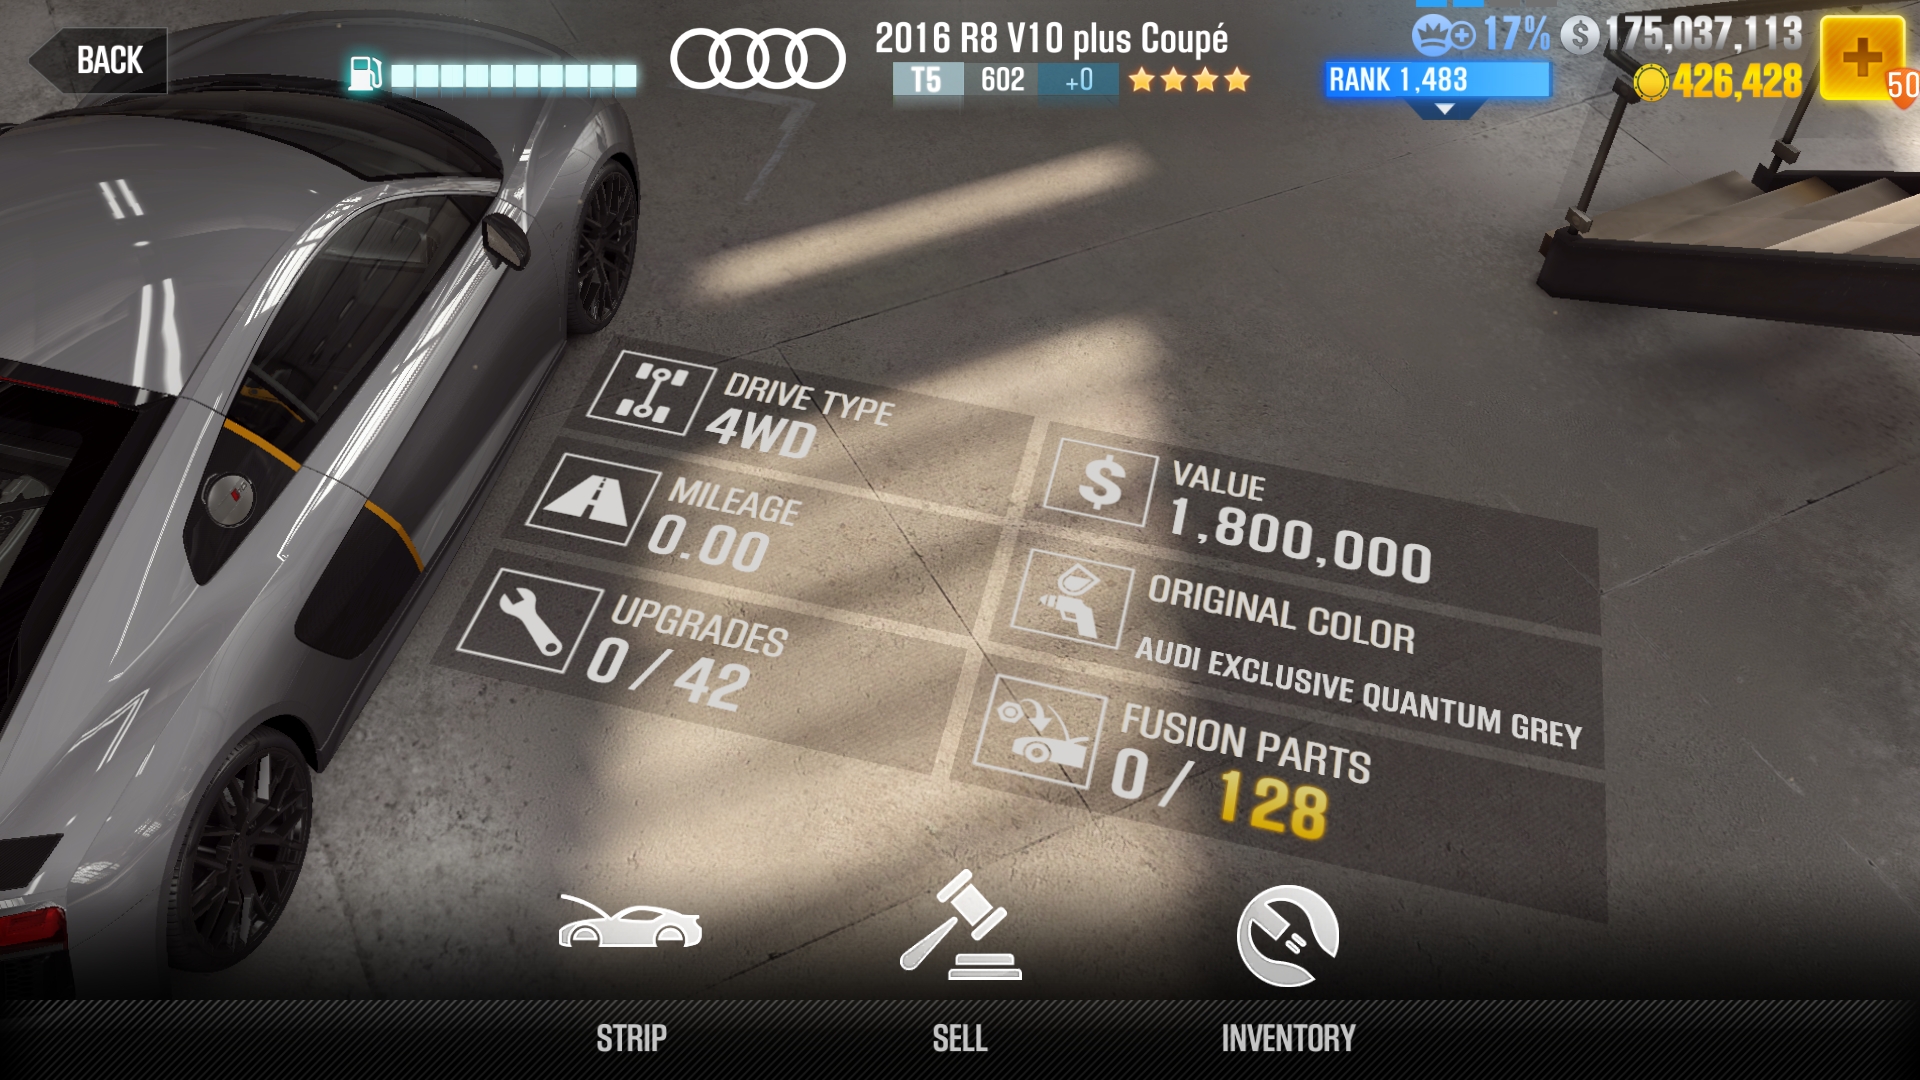 BACK
2016 R8 V10 plus Coupé
T5 602 +0
17%
175,037,113
RANK 1,483
426,428
50
DRIVE TYPE
4WD
MILEAGE
0.00
UPGRADES
0 / 42
VALUE
1,800,000
ORIGINAL COLOR
AUDI EXCLUSIVE QUANTUM GREY
FUSION PARTS
0 / 128
STRIP
SELL
INVENTORY